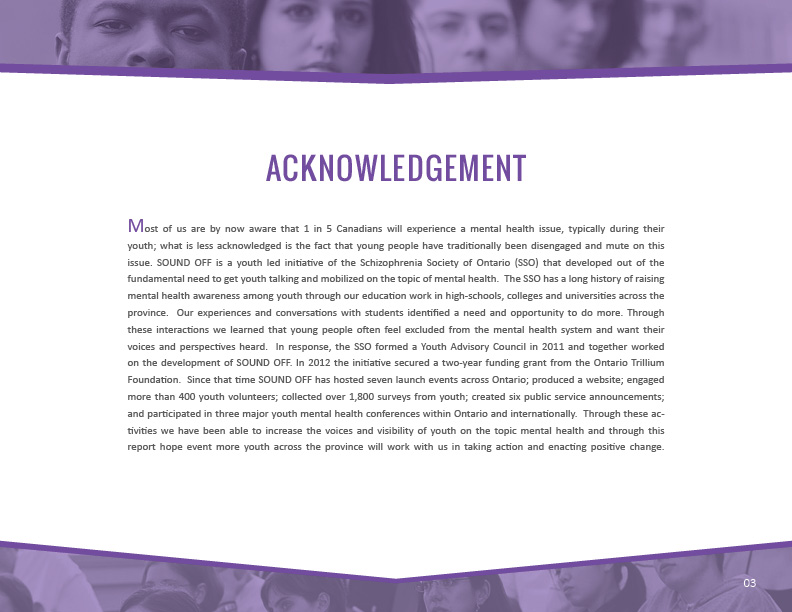 ACKNOWLEDGEMENT
Most of us are by now aware that 1 in 5 Canadians will experience a mental health issue, typically during their
youth; what is less acknowledged is the fact that young people have traditionally been disengaged and mute on this
issue. SOUND OFF is a youth led initiative of the Schizophrenia Society of Ontario (SSO) that developed out of the
fundamental need to get youth talking and mobilized on the topic of mental health.  The SSO has a long history of raising
mental health awareness among youth through our education work in high-schools, colleges and universities across the
province.  Our experiences and conversations with students identified a need and opportunity to do more. Through
these interactions we learned that young people often feel excluded from the mental health system and want their
voices and perspectives heard.  In response, the SSO formed a Youth Advisory Council in 2011 and together worked
on the development of SOUND OFF. In 2012 the initiative secured a two-year funding grant from the Ontario Trillium
Foundation.  Since that time SOUND OFF has hosted seven launch events across Ontario; produced a website; engaged
more than 400 youth volunteers; collected over 1,800 surveys from youth; created six public service announcements;
and participated in three major youth mental health conferences within Ontario and internationally.  Through these ac-
tivities we have been able to increase the voices and visibility of youth on the topic mental health and through this
report hope event more youth across the province will work with us in taking action and enacting positive change.
03